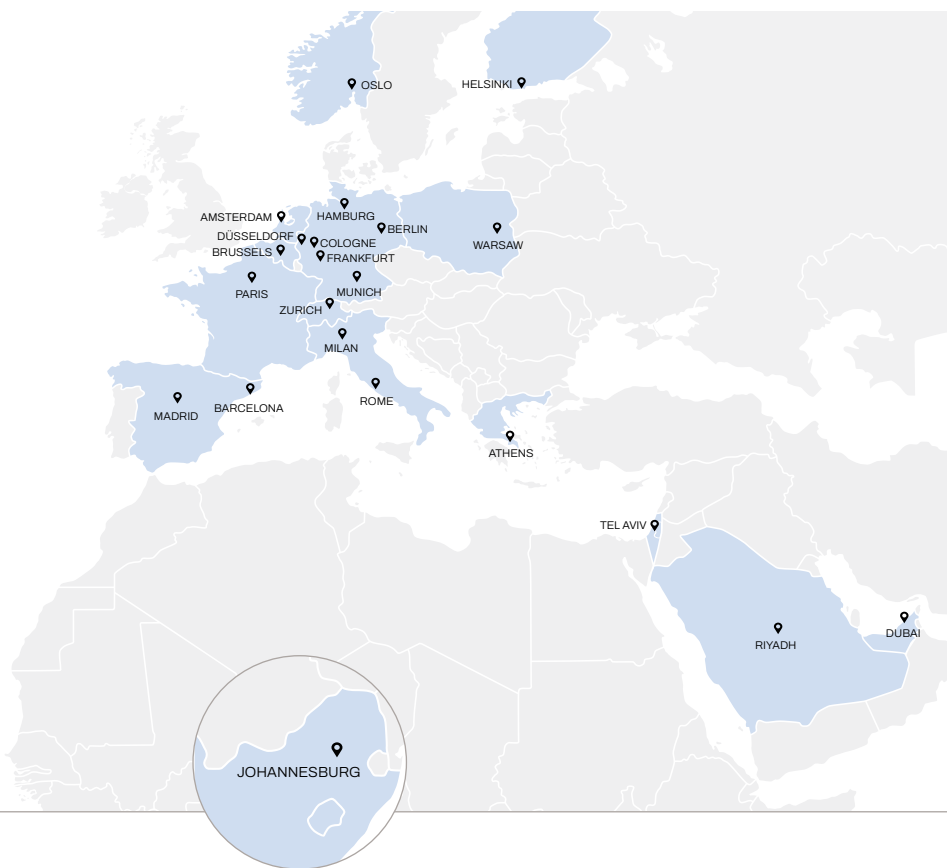 OSLO
HELSINKI
AMSTERDAM
HAMBURG
BERLIN
DÜSSELDORF
COLOGNE
WARSAW
BRUSSELS
FRANKFURT
PARIS
MUNICH
ZURICH
MILAN
ROME
BARCELONA
MADRID
ATHENS
TEL AVIV
DUBAI
RIYADH
JOHANNESBURG